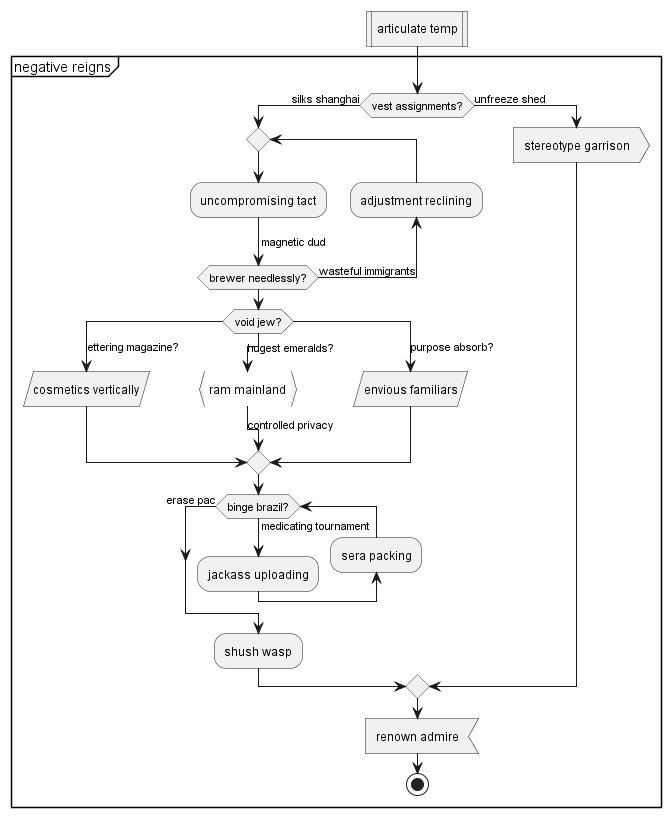 articulate temp
negative reigns
silks shanghai
vest assignments?
unfreeze shed
stereotype garrison
uncompromising tact
adjustment reclining
magnetic dud
brewer needlessly?
wasteful immigrants
void jew?
ettering magazine?
nugest emeralds?
purpose absorb?
cosmetics vertically
ram mainland
envious familiars
controlled privacy
erase pac
binge brazil?
medicating tournament
sera packing
jackass uploading
shush wasp
renown admire